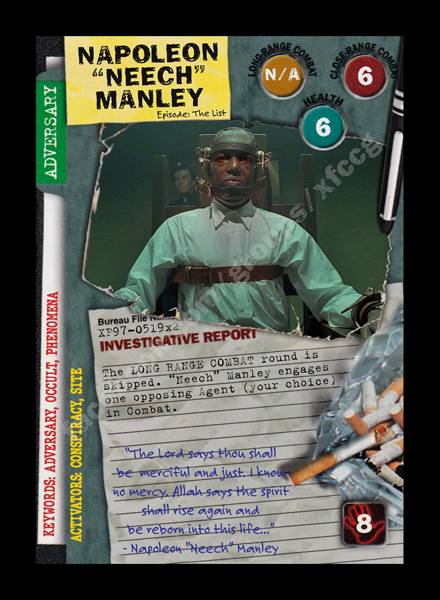 NAPOLEON
"NEECH"
MANLEY
Episode: The List
LONG-RANGE COMBAT
N/A
CLOSE-RANGE COMBAT
6
HEALTH
6
ADVERSARY
Bureau File
XF97-0519x2
INVESTIGATIVE REPORT
The LONG RANGE COMBAT round is
skipped. "Neech" Manley engages
one opposing Agent (your choice)
in Combat.
"The Lord says thou shall
be merciful and just. I know
no mercy. Allah says the spirit
shall rise again and
be reborn into this life..."
- Napoleon "Neech" Manley
8
KEYWORDS: ADVERSARY, OCCULT, PHENOMENA
ACTIVATORS: CONSPIRACY, SITE